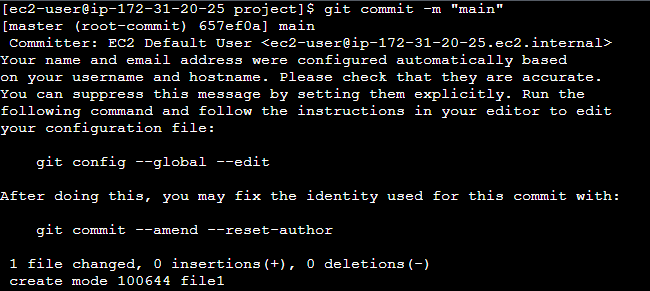 [ec2-user@ip-172-31-20-25 project]$ git commit -m "main"
[master (root-commit) 657ef0a] main
 Committer: EC2 Default User <ec2-user@ip-172-31-20-25.ec2.internal>
Your name and email address were configured automatically based
on your username and hostname. Please check that they are accurate.
You can suppress this message by setting them explicitly. Run the
following command and follow the instructions in your editor to edit
your configuration file:
    git config --global --edit
After doing this, you may fix the identity used for this commit with:
    git commit --amend --reset-author
 1 file changed, 0 insertions(+), 0 deletions(-)
 create mode 100644 file1